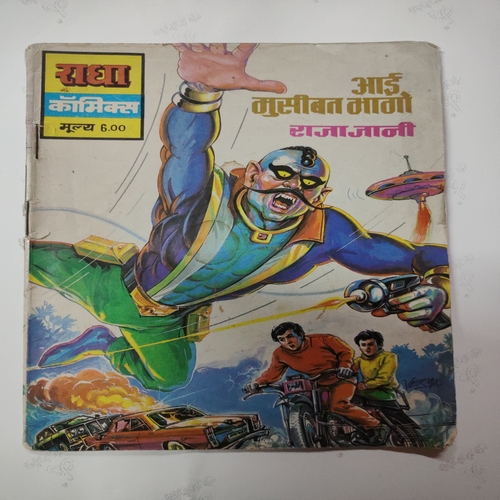 राधा
कॉमिक्स
मूल्य 6.00
आई
मुसीबत भागो
राजाजानी